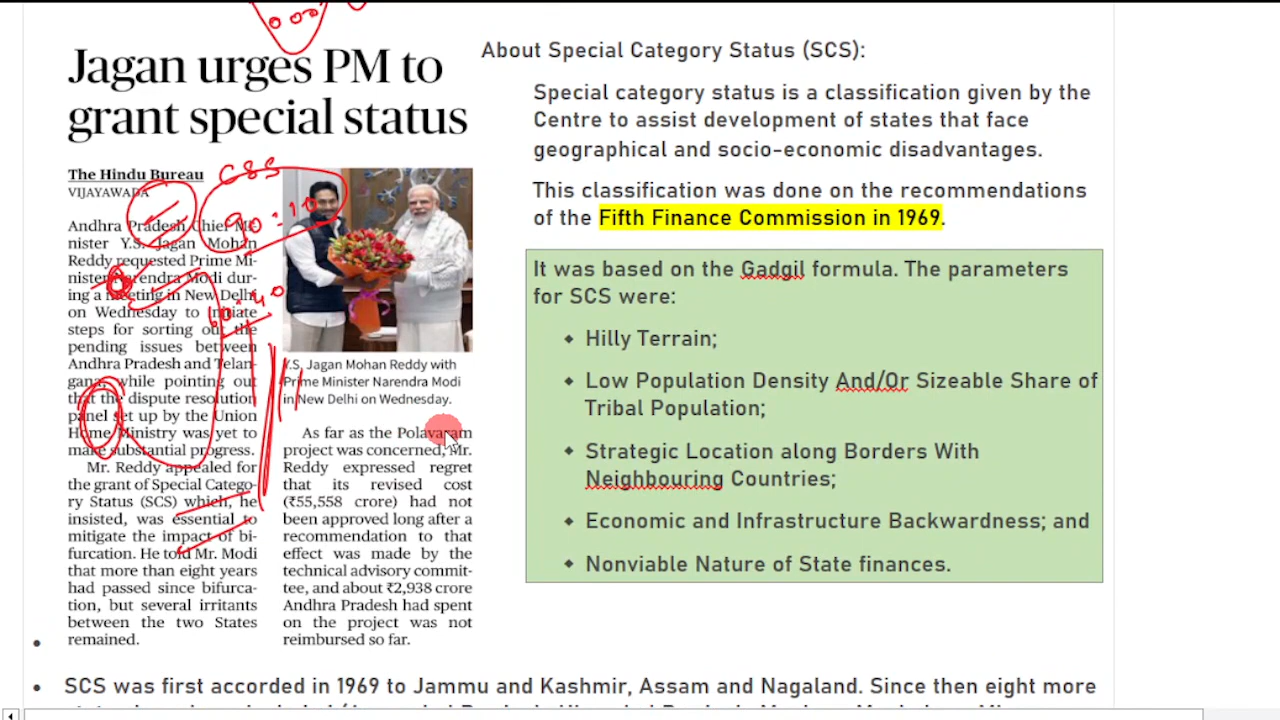 Jagan urges PM to
grant special status
The Hindu Bureau
VIJAYAWADA
Andhra Pradesh Chief Mi-
nister Y.S. Jagan Mohan
Reddy requested Prime Mi-
nister Narendra Modi dur-
ing a meeting in New Delhi
on Wednesday to initiate
steps for sorting out the
pending issues between
Andhra Pradesh and Telan-
gana, while pointing out
that the dispute resolution
panel set up by the Union
Home Ministry was yet to
make substantial progress.
Mr. Reddy appealed for
the grant of Special Catego-
ry Status (SCS) which, he
insisted, was essential to
mitigate the impact of bi-
furcation. He told Mr. Modi
that more than eight years
had passed since bifurca-
tion, but several irritants
between the two States
remained.
CSS
90:10
60:40
Y.S. Jagan Mohan Reddy with
Prime Minister Narendra Modi
in New Delhi on Wednesday.
As far as the Polavaram
project was concerned, Mr.
Reddy expressed regret
that its revised cost
(₹55,558 crore) had not
been approved long after a
recommendation to that
effect was made by the
technical advisory commit-
tee, and about ₹2,938 crore
Andhra Pradesh had spent
on the project was not
reimbursed so far.
About Special Category Status (SCS):
Special category status is a classification given by the
Centre to assist development of states that face
geographical and socio-economic disadvantages.
This classification was done on the recommendations
of the Fifth Finance Commission in 1969.
It was based on the Gadgil formula. The parameters
for SCS were:
◆ Hilly Terrain;
◆ Low Population Density And/Or Sizeable Share of
Tribal Population;
◆ Strategic Location along Borders With
Neighbouring Countries;
◆ Economic and Infrastructure Backwardness; and
◆ Nonviable Nature of State finances.
• SCS was first accorded in 1969 to Jammu and Kashmir, Assam and Nagaland. Since then eight more